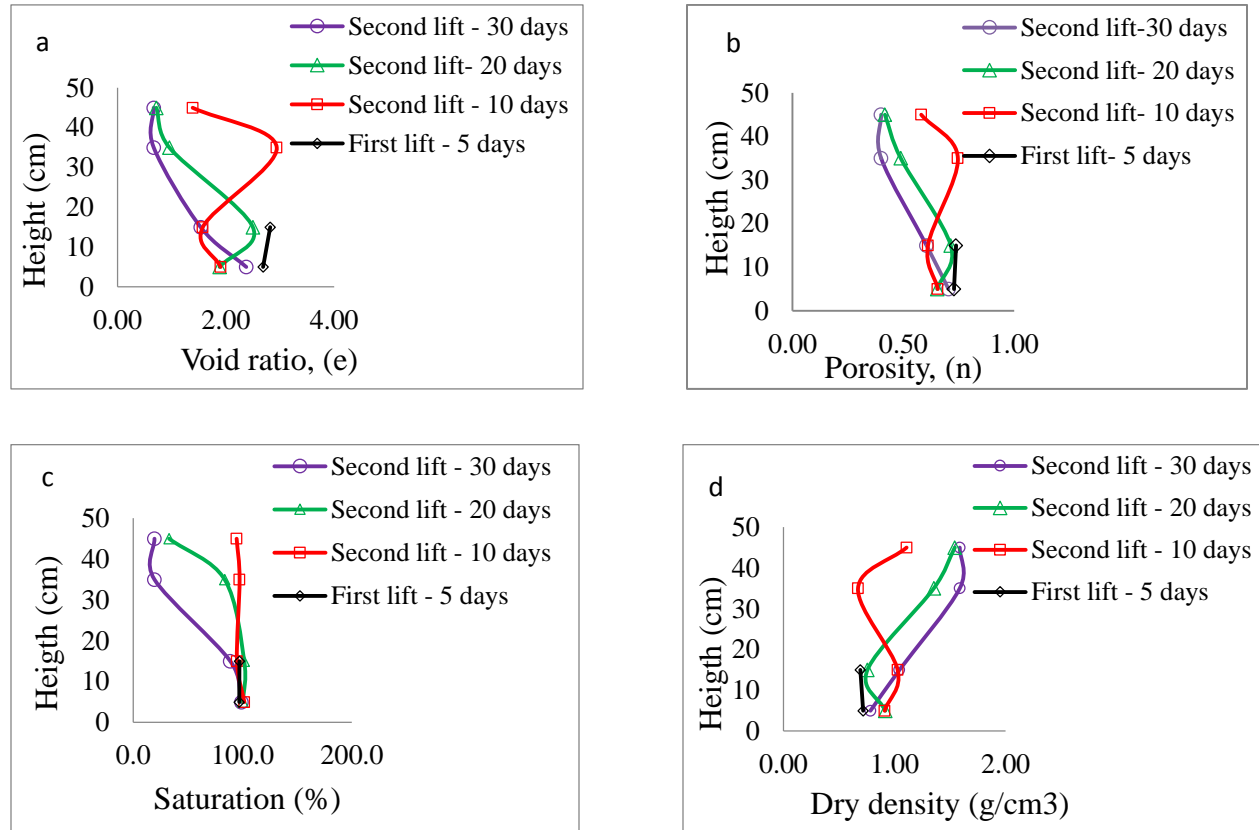 a
Second lift - 30 days
Second lift- 20 days
Second lift - 10 days
First lift - 5 days
50
40
30
20
10
0
0.00 2.00 4.00
Height (cm)
Void ratio, (e)
b
Second lift-30 days
Second lift- 20 days
Second lift - 10 days
First lift- 5 days
50
40
30
20
10
0
0.00 0.50 1.00
Heigth (cm)
Porosity, (n)
c
Second lift - 30 days
Second lift - 20 days
Second lift - 10 days
First lift - 5 days
50
40
30
20
10
0
0.0 100.0 200.0
Heigth (cm)
Saturation (%)
d
Second lift - 30 days
Second lift - 20 days
Second lift - 10 days
First lift - 5 days
50
40
30
20
10
0
0.00 1.00 2.00
Heigth (cm)
Dry density (g/cm3)